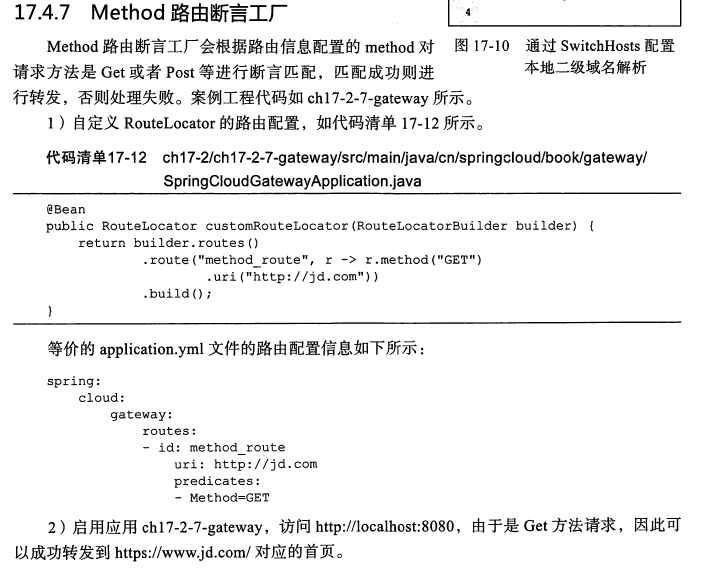 4
17.4.7 Method 路由断言工厂
图 17-10 通过 SwitchHosts 配置
本地二级域名解析
Method 路由断言工厂会根据路由信息配置的 method 对
请求方法是 Get 或者 Post 等进行断言匹配，匹配成功则进
行转发，否则处理失败。案例工程代码如 ch17-2-7-gateway 所示。
1）自定义 RouteLocator 的路由配置，如代码清单 17-12 所示。
代码清单17-12 ch17-2/ch17-2-7-gateway/src/main/java/cn/springcloud/book/gateway/
SpringCloudGatewayApplication.java
@Bean
public RouteLocator customRouteLocator(RouteLocatorBuilder builder) {
    return builder.routes()
            .route("method_route", r -> r.method("GET")
                    .uri("http://jd.com"))
            .build();
}
等价的 application.yml 文件的路由配置信息如下所示：
spring:
    cloud:
        gateway:
            routes:
            - id: method_route
                uri: http://jd.com
                predicates:
                - Method=GET
2）启用应用 ch17-2-7-gateway，访问 http://localhost:8080，由于是 Get 方法请求，因此可
以成功转发到 https://www.jd.com/ 对应的首页。